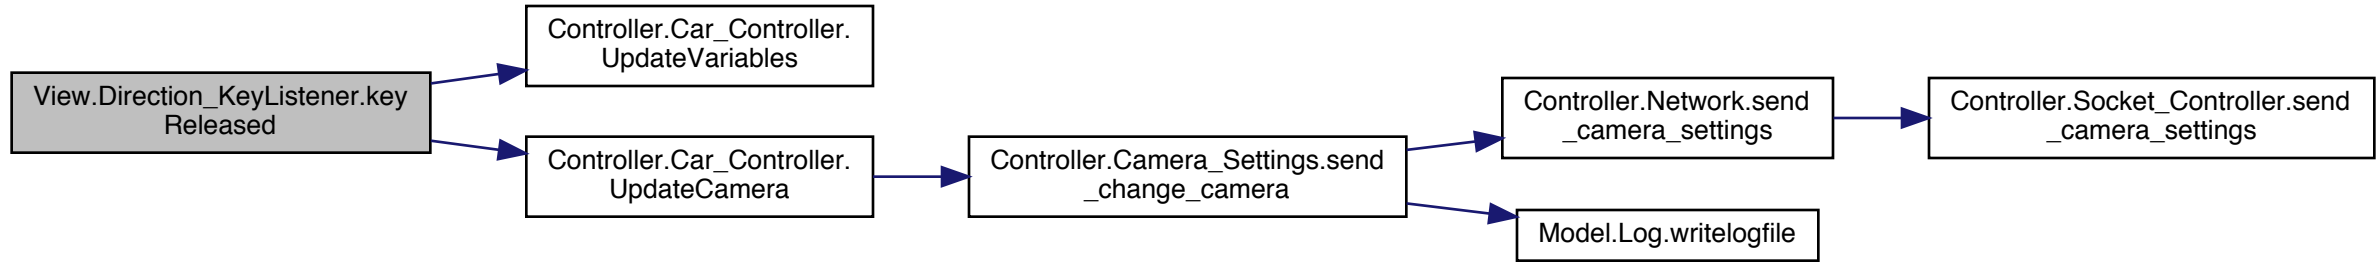 View.Direction_KeyListener.key
Released
Controller.Car_Controller.
UpdateVariables
Controller.Car_Controller.
UpdateCamera
Controller.Camera_Settings.send
_change_camera
Controller.Network.send
_camera_settings
Controller.Socket_Controller.send
_camera_settings
Model.Log.writelogfile